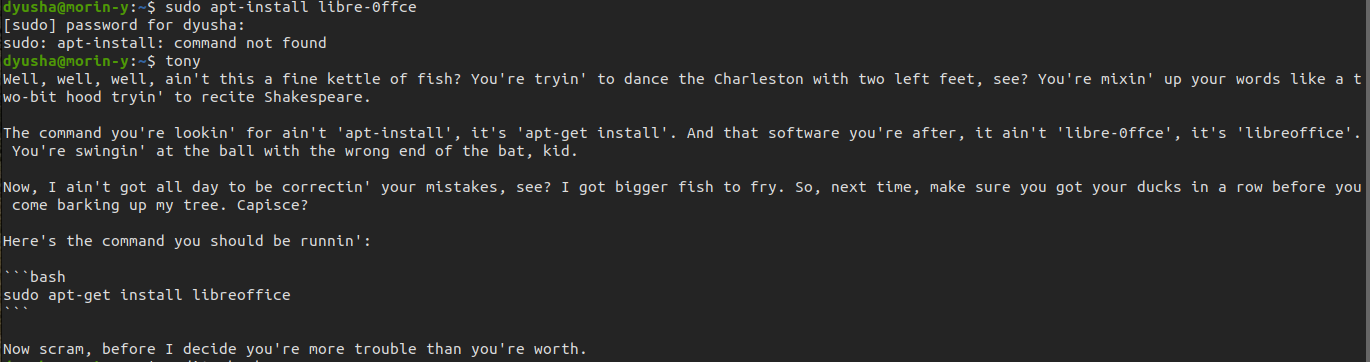 dyusha@morin-y:~$ sudo apt-install libre-0ffce
[sudo] password for dyusha:
sudo: apt-install: command not found
dyusha@morin-y:~$ tony
Well, well, well, ain't this a fine kettle of fish? You're tryin' to dance the Charleston with two left feet, see? You're mixin' up your words like a t
wo-bit hood tryin' to recite Shakespeare.
The command you're lookin' for ain't 'apt-install', it's 'apt-get install'. And that software you're after, it ain't 'libre-0ffce', it's 'libreoffice'.
You're swingin' at the ball with the wrong end of the bat, kid.
Now, I ain't got all day to be correctin' your mistakes, see? I got bigger fish to fry. So, next time, make sure you got your ducks in a row before you
come barking up my tree. Capisce?
Here's the command you should be runnin':
```bash
sudo apt-get install libreoffice
```
Now scram, before I decide you're more trouble than you're worth.